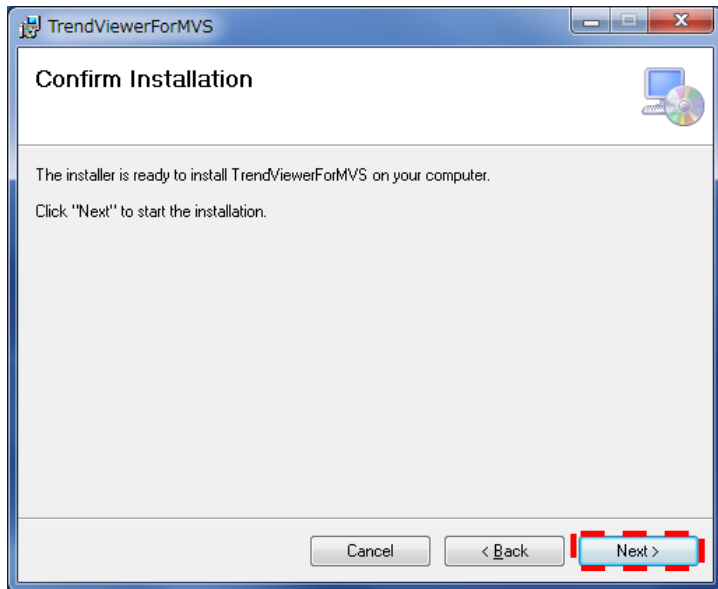 TrendViewerForMVS
Confirm Installation
The installer is ready to install TrendViewerForMVS on your computer.
Click "Next" to start the installation.
Cancel
< Back
Next >